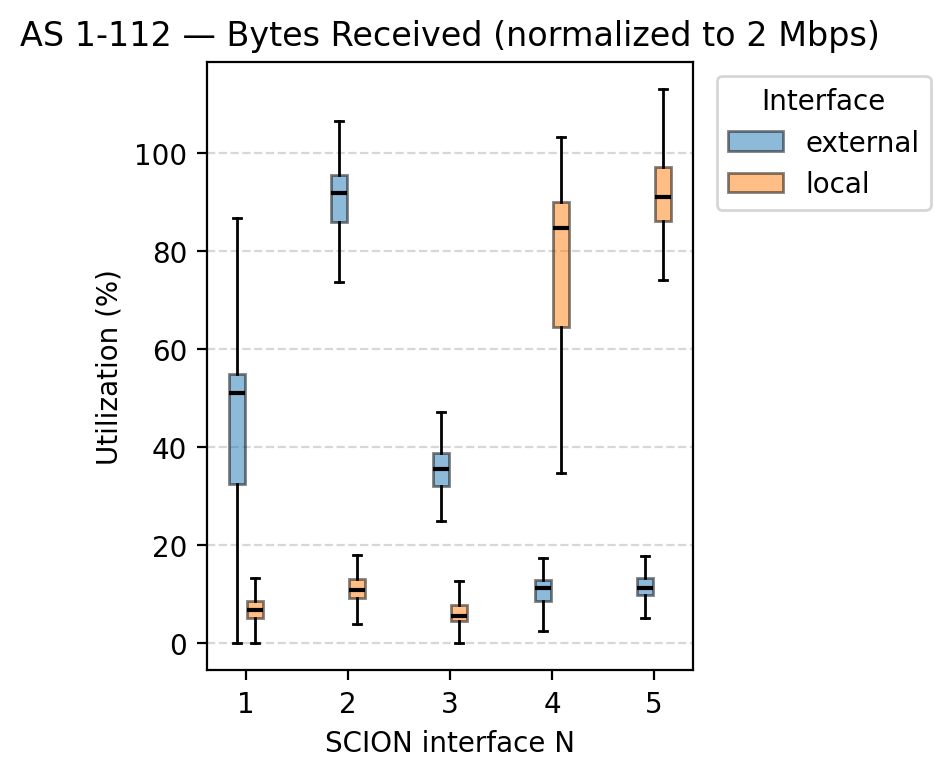 AS 1-112 — Bytes Received (normalized to 2 Mbps)
Interface
external
local
Utilization (%)
100
80
60
40
20
0
1 2 3 4 5
SCION interface N